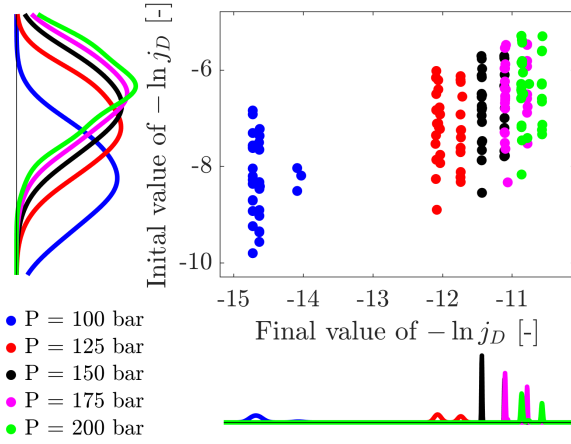 Inital value of − ln j_D [-]
-6
-8
-10
-15 -14 -13 -12 -11
Final value of − ln j_D [-]
P = 100 bar
P = 125 bar
P = 150 bar
P = 175 bar
P = 200 bar